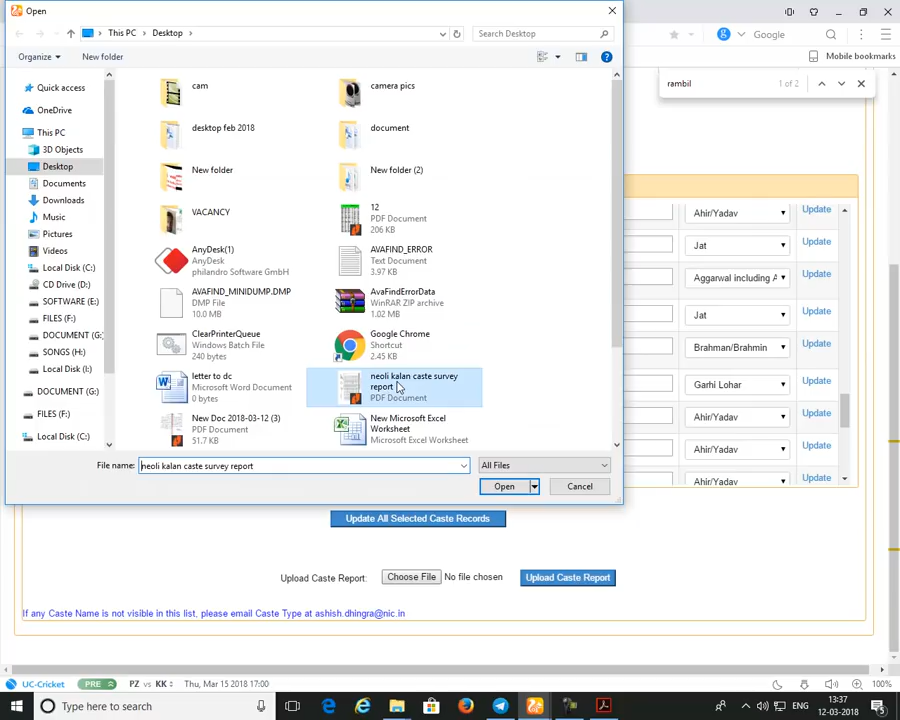 Open
This PC > Desktop >
Search Desktop
Google
Organize
New folder
Mobile bookmarks
rambil
1 of 2
Quick access
OneDrive
This PC
3D Objects
Desktop
Documents
Downloads
Music
Pictures
Videos
Local Disk (C:)
CD Drive (D:)
SOFTWARE (E:)
FILES (F:)
DOCUMENT (G:
SONGS (H:)
Local Disk (I:)
DOCUMENT (G:)
FILES (F:)
Local Disk (C:)
cam
camera pics
desktop feb 2018
document
New folder
New folder (2)
VACANCY
12
PDF Document
206 KB
AnyDesk(1)
AnyDesk
philandro Software GmbH
AVAFIND_ERROR
Text Document
3.97 KB
AVAFIND_MINIDUMP.DMP
DMP File
10.0 MB
AvaFindErrorData
WinRAR ZIP archive
1.02 MB
ClearPrinterQueue
Windows Batch File
240 bytes
Google Chrome
Shortcut
2.45 KB
letter to dc
Microsoft Word Document
0 bytes
neoli kalan caste survey
report
PDF Document
New Doc 2018-03-12 (3)
PDF Document
51.7 KB
New Microsoft Excel
Worksheet
Microsoft Excel Worksheet
File name: neoli kalan caste survey report
All Files
Open
Cancel
Ahir/Yadav Update
Jat Update
Aggarwal including A Update
Jat Update
Brahman/Brahmin Update
Garhi Lohar Update
Ahir/Yadav Update
Ahir/Yadav Update
Ahir/Yadav Update
Update All Selected Caste Records
Upload Caste Report: Choose File No file chosen Upload Caste Report
If any Caste Name is not visible in this list, please email Caste Type at ashish.dhingra@nic.in
UC-Cricket PRE PZ vs KK : Thu, Mar 15 2018 17:00
100%
Type here to search
ENG
13:37
12-03-2018
5